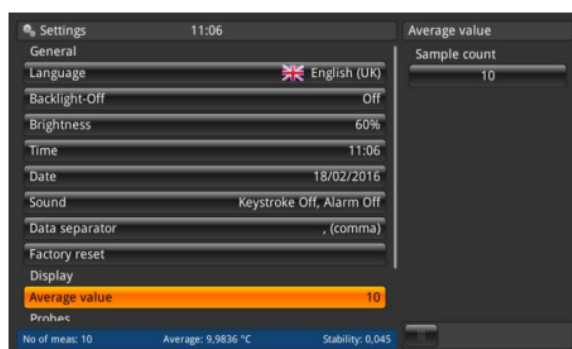 Settings 11:06
General
Language English (UK)
Backlight-Off Off
Brightness 60%
Time 11:06
Date 18/02/2016
Sound Keystroke Off, Alarm Off
Data separator , (comma)
Factory reset
Display
Average value 10
Probes
No of meas: 10 Average: 9,9836 °C Stability: 0,045
Average value
Sample count
10